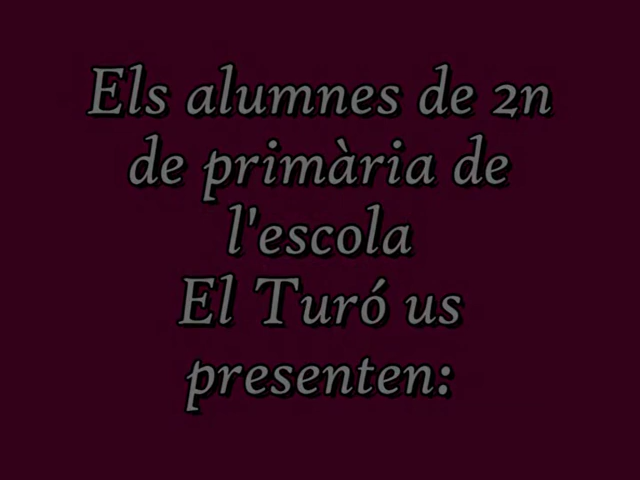 Els alumnes de 2n
de primària de
l'escola
El Turó us
presenten: